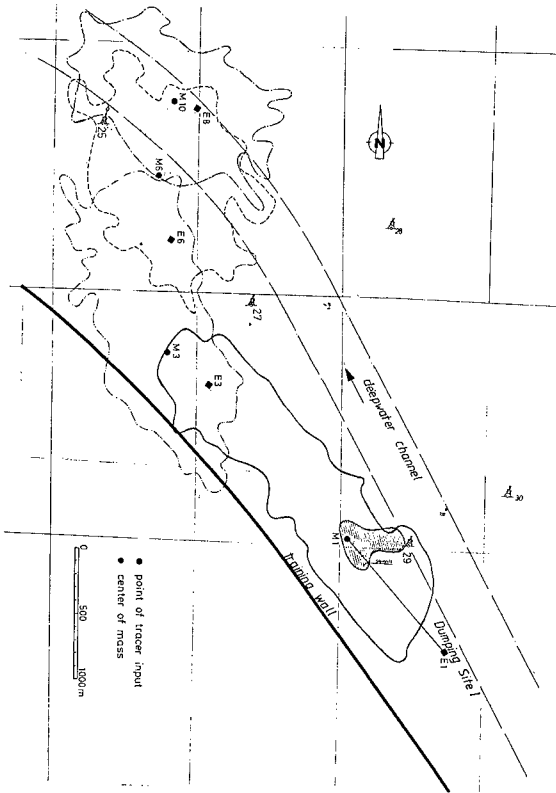 M10
E8
25
M6
E6
28
27
M3
E3
deepwater channel
30
M1
29
Dumping Site I
E1
training wall
N
0 500 1000m
point of tracer input
center of mass